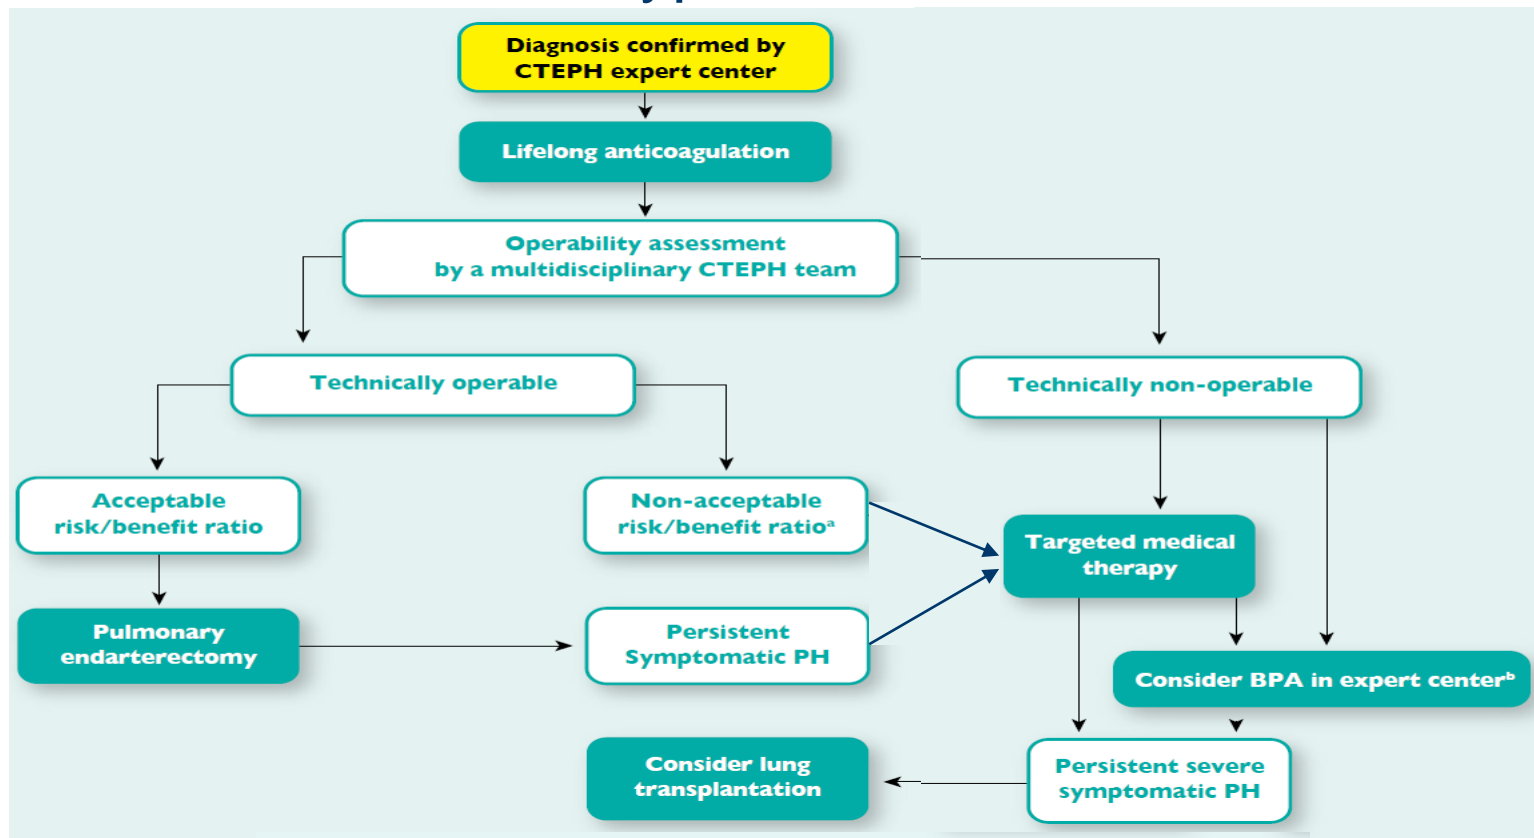 Diagnosis confirmed by
CTEPH expert center
Lifelong anticoagulation
Operability assessment
by a multidisciplinary CTEPH team
Technically operable
Technically non-operable
Acceptable
risk/benefit ratio
Non-acceptable
risk/benefit ratioᵃ
Targeted medical
therapy
Pulmonary
endarterectomy
Persistent
Symptomatic PH
Consider BPA in expert centerᵇ
Consider lung
transplantation
Persistent severe
symptomatic PH